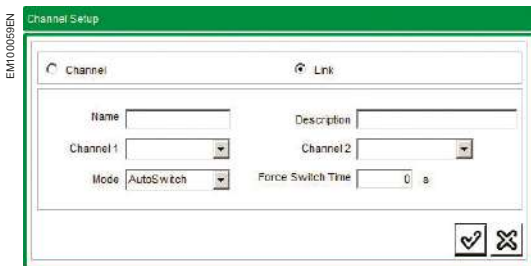 EM100059EN
Channel Setup
Channel Link
Name Description
Channel 1 Channel 2
Mode AutoSwitch Force Switch Time 0 s